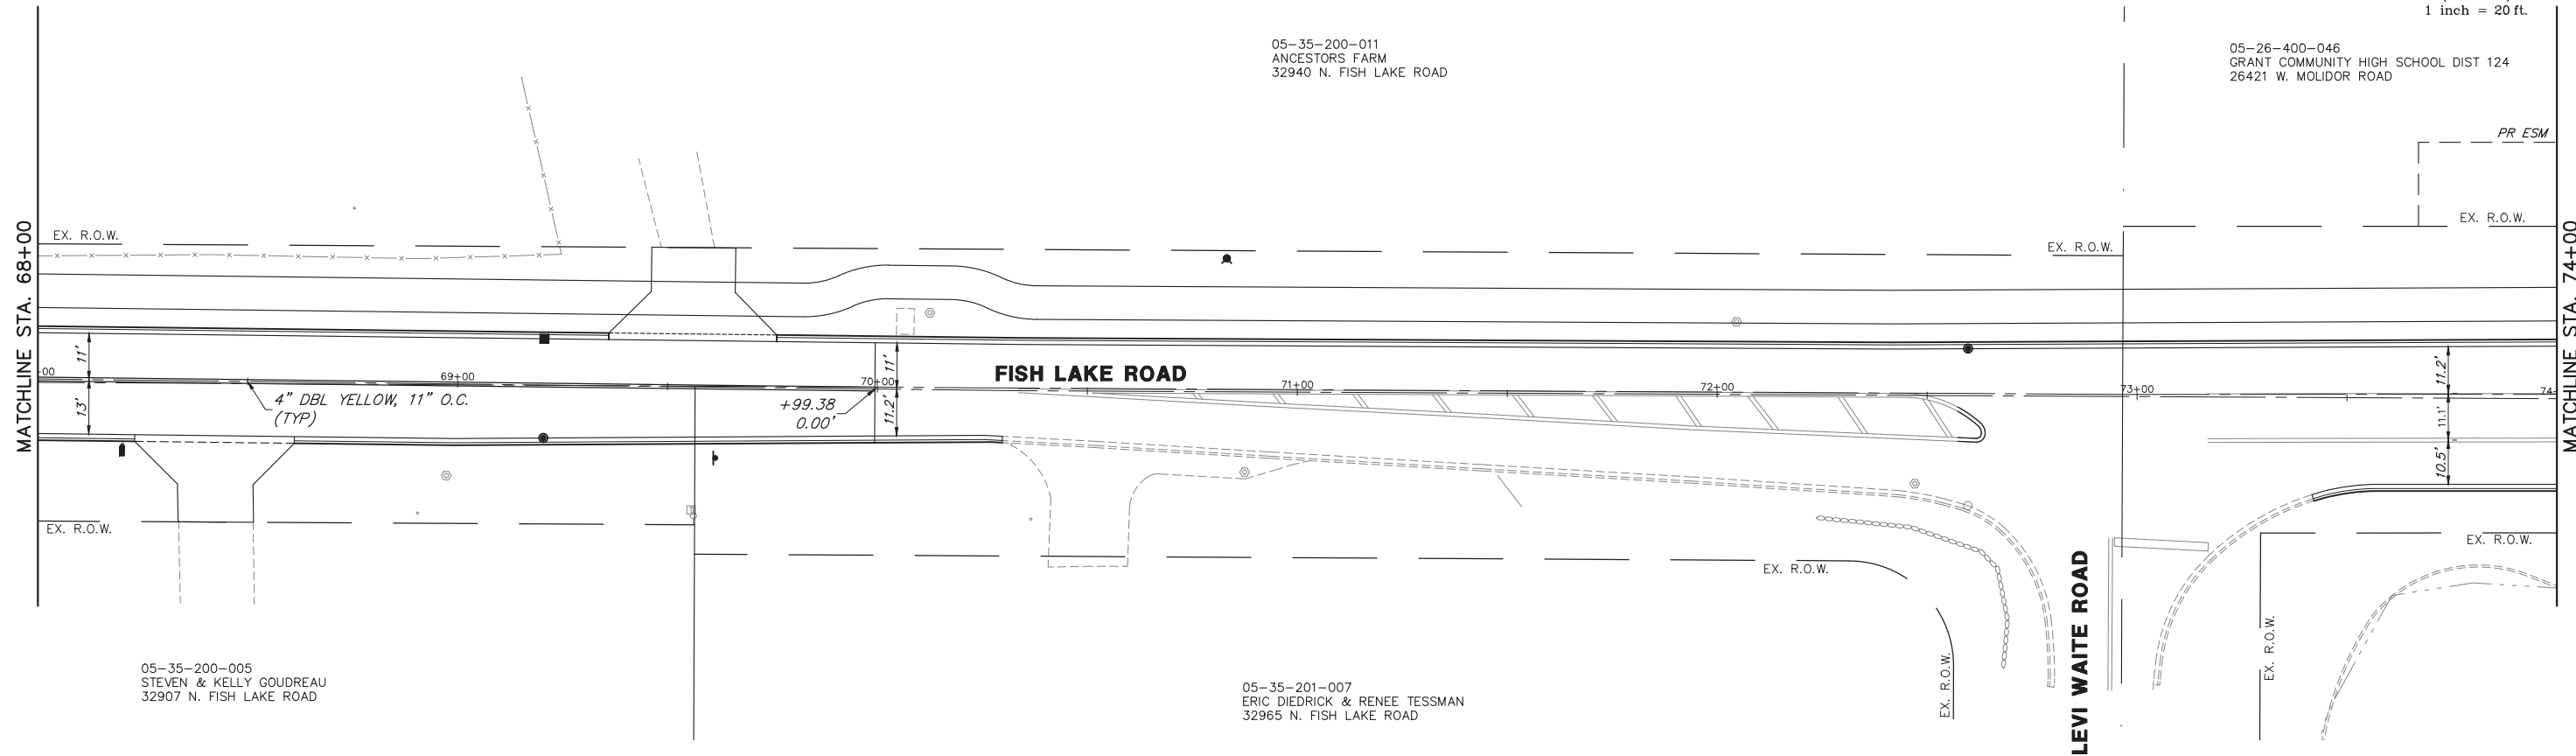 1 inch = 20 ft.
05-35-200-011
ANCESTORS FARM
32940 N. FISH LAKE ROAD
05-26-400-046
GRANT COMMUNITY HIGH SCHOOL DIST 124
26421 W. MOLIDOR ROAD
PR ESM
EX. R.O.W.
EX. R.O.W.
EX. R.O.W.
MATCHLINE STA. 68+00
MATCHLINE STA. 74+00
11'
13'
00
69+00
4" DBL YELLOW, 11" O.C.
(TYP)
70+00
+99.38
0.00'
11'
11.2'
FISH LAKE ROAD
71+00
72+00
73+00
74
11.2'
11.1'
10.5'
EX. R.O.W.
EX. R.O.W.
EX. R.O.W.
EX. R.O.W.
EX. R.O.W.
LEVI WAITE ROAD
05-35-200-005
STEVEN & KELLY GOUDREAU
32907 N. FISH LAKE ROAD
05-35-201-007
ERIC DIEDRICK & RENEE TESSMAN
32965 N. FISH LAKE ROAD